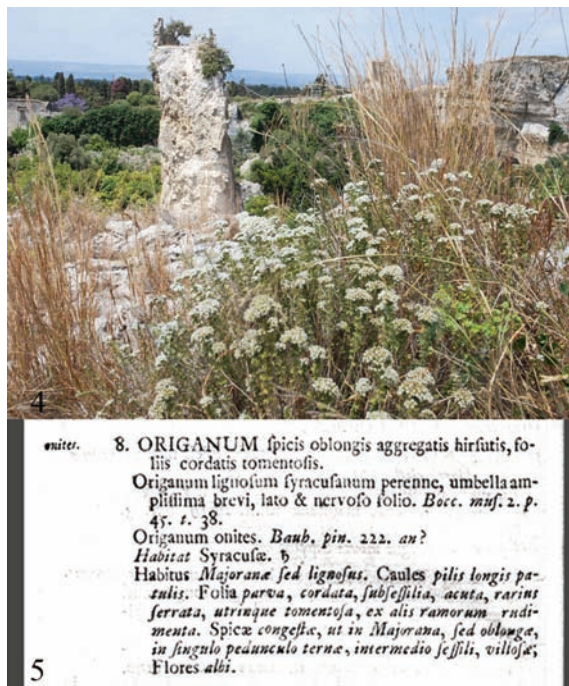 4
onites. 8. ORIGANUM ſpicis oblongis aggregatis hirſutis, fo-
liis cordatis tomentoſis.
Origanum lignoſum ſyracuſanum perenne, umbella am-
pliſſima brevi, lato & nervoſo folio. Bocc. muſ. 2. p.
45. t. 38.
Origanum onites. Bauh. pin. 222. an?
Habitat Syracuſæ. ♄
Habitus Majoranæ ſed lignoſus. Caules pilis longis pa-
tulis. Folia parva, cordata, ſubſeſſilia, acuta, rarius
ſerrata, utrinque tomentoſa, ex alis ramorum rudi-
menta. Spicæ congeſtæ, ut in Majorana, ſed oblongæ,
in ſingulo pedunculo ternæ, intermedio ſeſſili, villoſæ;
Flores albi.
5